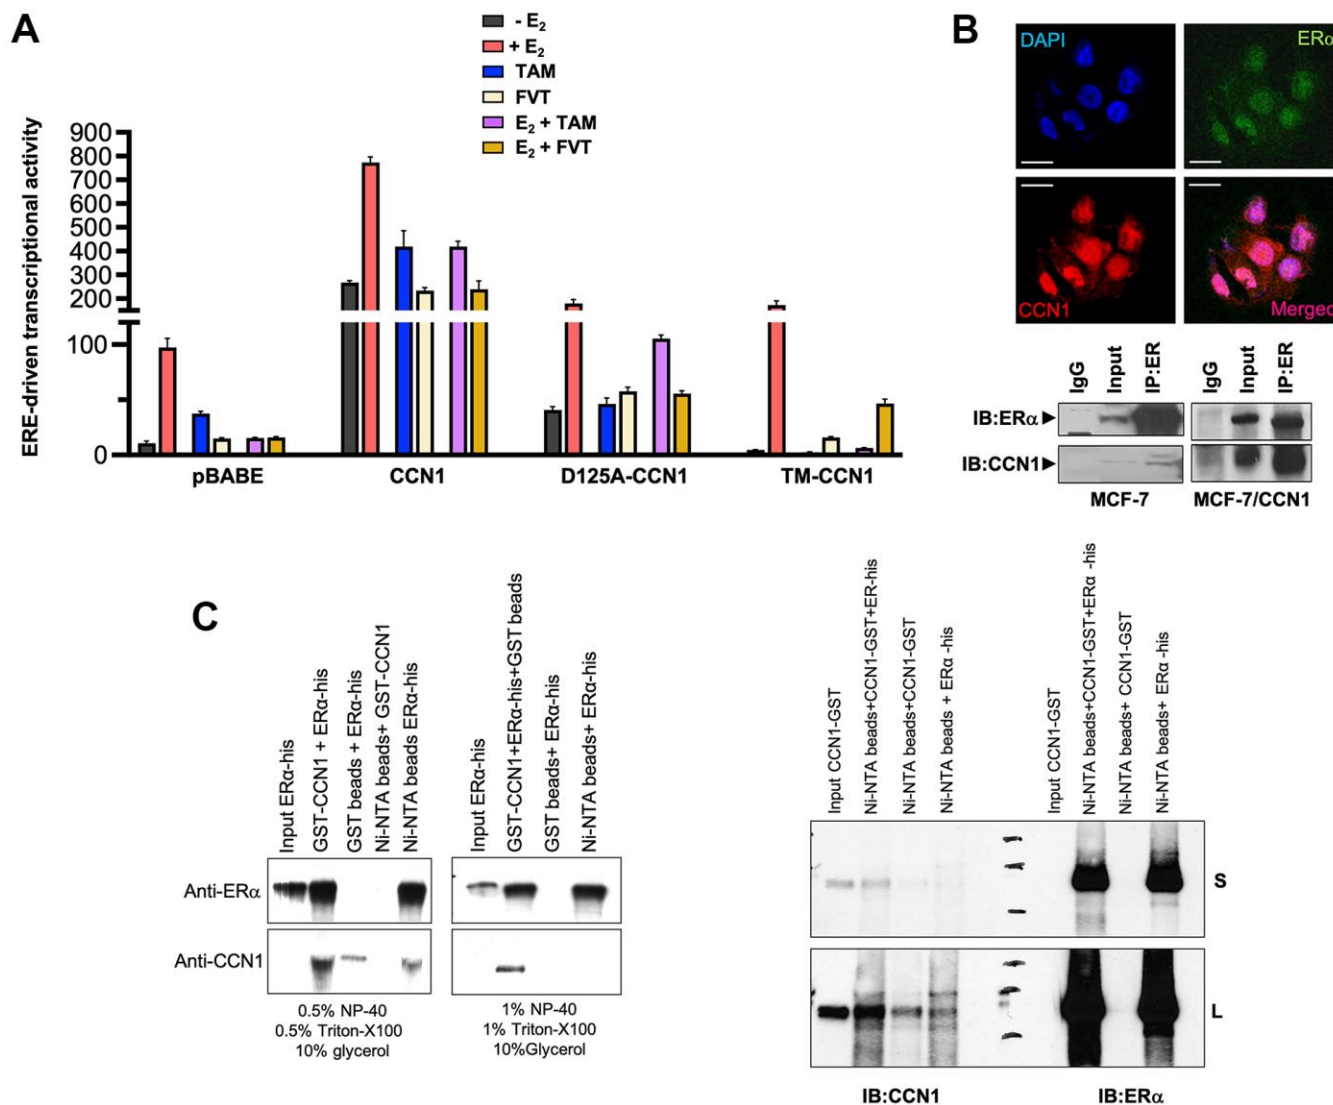 A
- E₂
+ E₂
TAM
FVT
E₂ + TAM
E₂ + FVT
ERE-driven transcriptional activity
900
800
700
600
500
400
300
200
100
0
pBABE
CCN1
D125A-CCN1
TM-CCN1
B
DAPI
ERα
CCN1
Merged
IgG
Input
IP:ER
IgG
Input
IP:ER
IB:ERα
IB:CCN1
MCF-7
MCF-7/CCN1
C
Input ERα-his
GST-CCN1 + ERα-his
GST beads + ERα-his
Ni-NTA beads+ GST-CCN1
Ni-NTA beads ERα-his
Input ERα-his
GST-CCN1+ERα-his+GST beads
GST beads+ ERα-his
Ni-NTA beads+ ERα-his
Anti-ERα
Anti-CCN1
0.5% NP-40
0.5% Triton-X100
10% glycerol
1% NP-40
1% Triton-X100
10%Glycerol
Input CCN1-GST
Ni-NTA beads+CCN1-GST+ER-his
Ni-NTA beads+CCN1-GST
Ni-NTA beads + ERα -his
Input CCN1-GST
Ni-NTA beads+CCN1-GST+ERα -his
Ni-NTA beads+ CCN1-GST
Ni-NTA beads+ ERα-his
S
L
IB:CCN1
IB:ERα